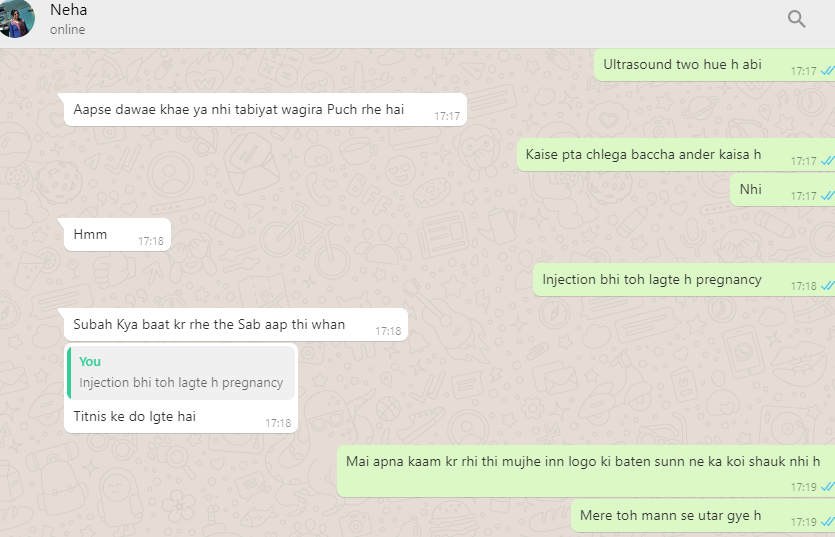 Neha
online
Ultrasound two hue h abi
17:17
Aapse dawae khae ya nhi tabiyat wagira Puch rhe hai
17:17
Kaise pta chlega baccha ander kaisa h
17:17
Nhi
17:17
Hmm
17:18
Injection bhi toh lagte h pregnancy
17:18
Subah Kya baat kr rhe the Sab aap thi whan
17:18
You
Injection bhi toh lagte h pregnancy
Titnis ke do lgte hai
17:18
Mai apna kaam kr rhi thi mujhe inn logo ki baten sunn ne ka koi shauk nhi h
17:19
Mere toh mann se utar gye h
17:19